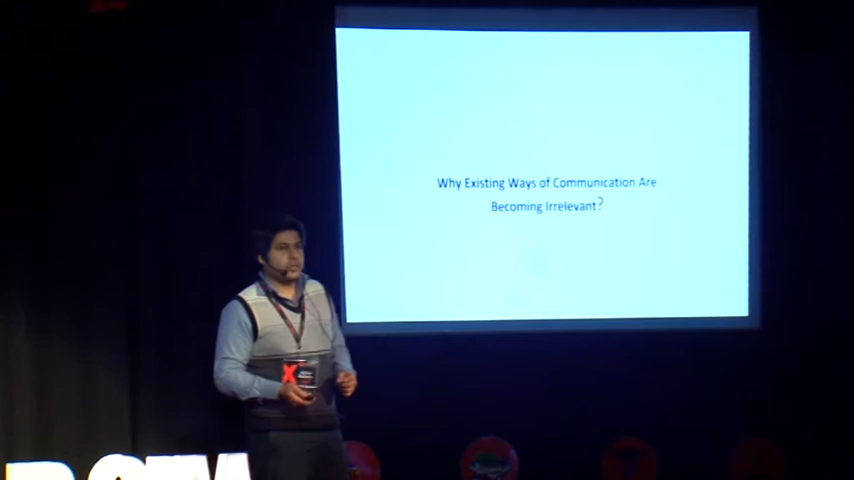 Why Existing Ways of Communication Are
Becoming Irrelevant?
X